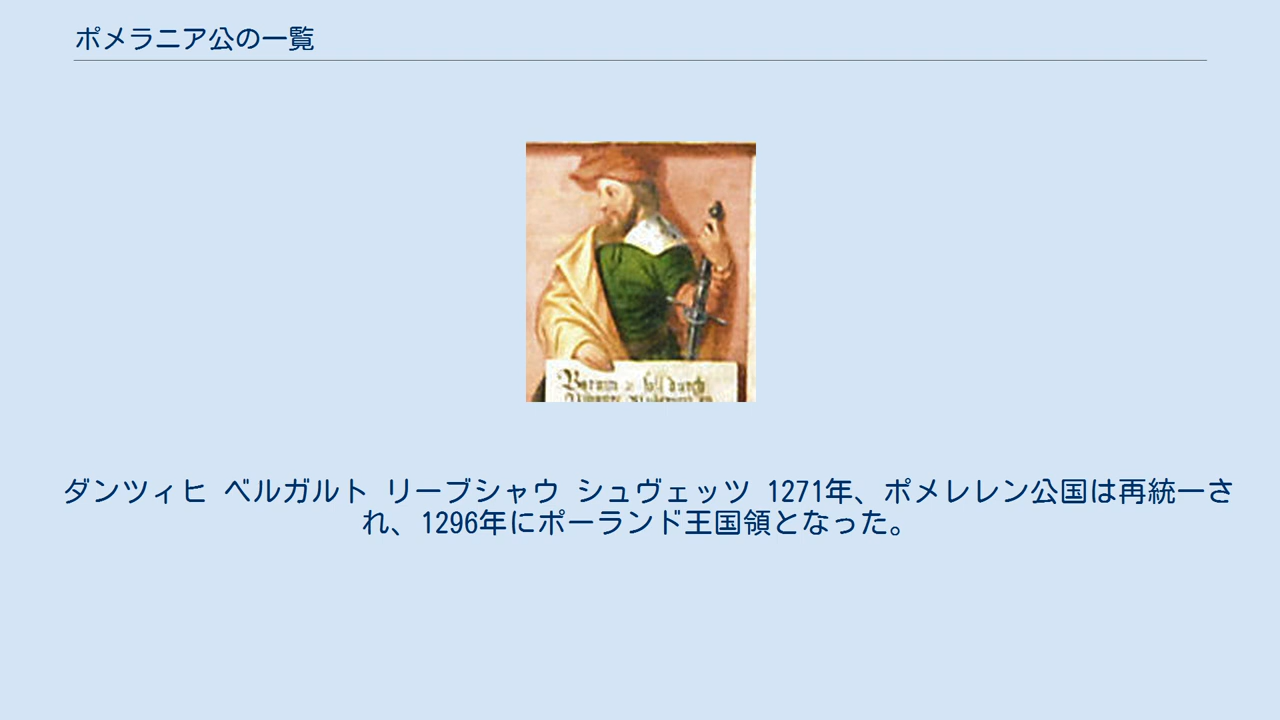 ポメラニア公の一覧
durch
ダンツィヒ ベルガルト リーブシャウ シュヴェッツ 1271年、ポメレレン公国は再統一さ
れ、1296年にポーランド王国領となった。